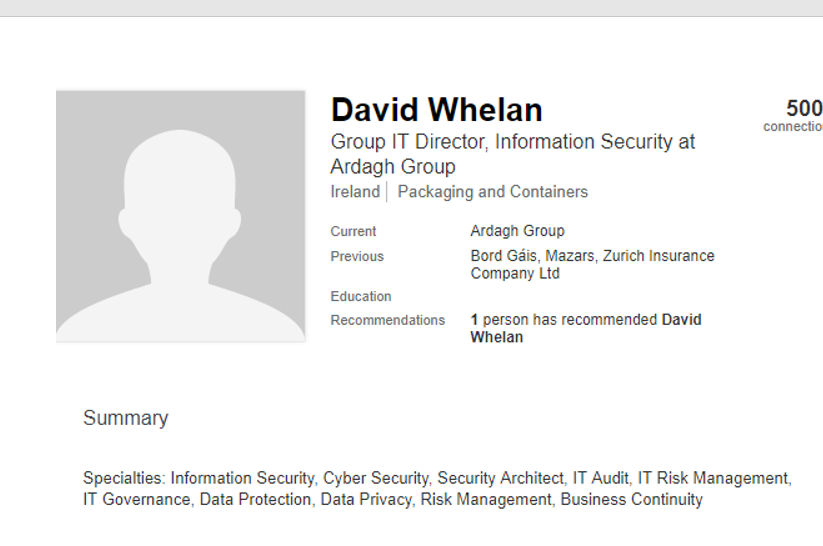 David Whelan
500
connection
Group IT Director, Information Security at
Ardagh Group
Ireland | Packaging and Containers
Current Ardagh Group
Previous Bord Gáis, Mazars, Zurich Insurance
Company Ltd
Education
Recommendations 1 person has recommended David
Whelan
Summary
Specialties: Information Security, Cyber Security, Security Architect, IT Audit, IT Risk Management,
IT Governance, Data Protection, Data Privacy, Risk Management, Business Continuity